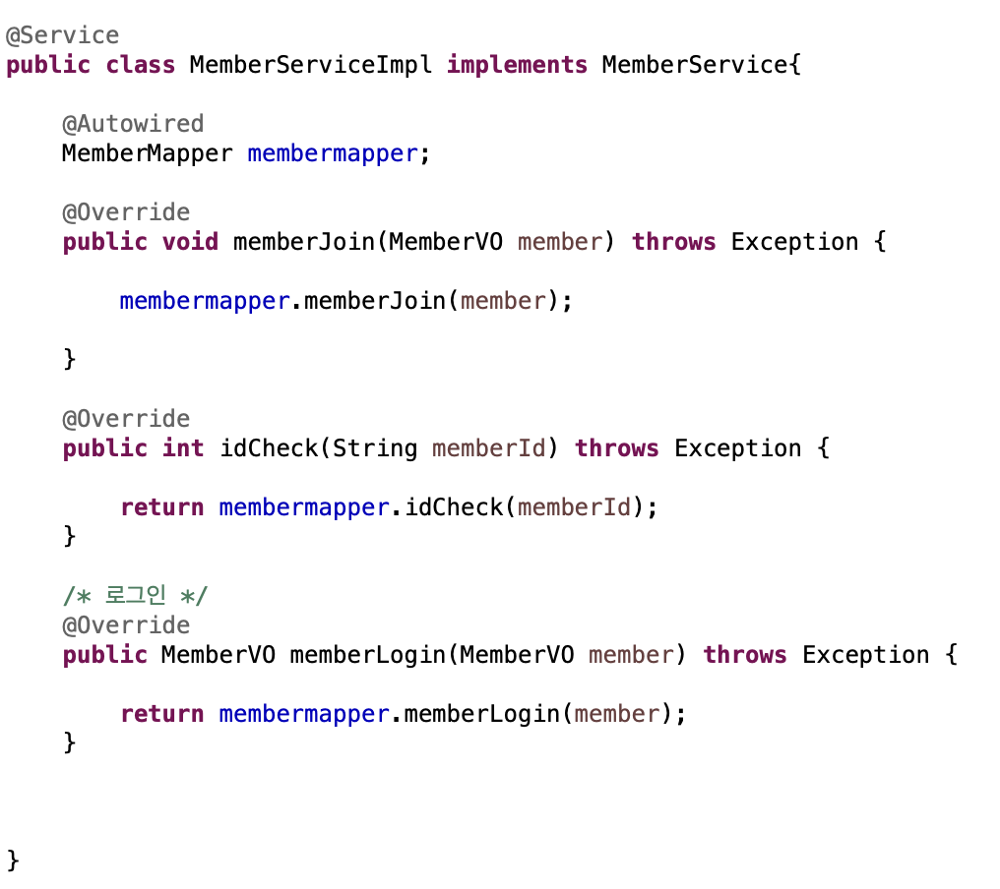 @Service
public class MemberServiceImpl implements MemberService{
@Autowired
MemberMapper membermapper;
@Override
public void memberJoin(MemberVO member) throws Exception {
membermapper.memberJoin(member);
}
@Override
public int idCheck(String memberId) throws Exception {
return membermapper.idCheck(memberId);
}
/* 로그인 */
@Override
public MemberVO memberLogin(MemberVO member) throws Exception {
return membermapper.memberLogin(member);
}
}